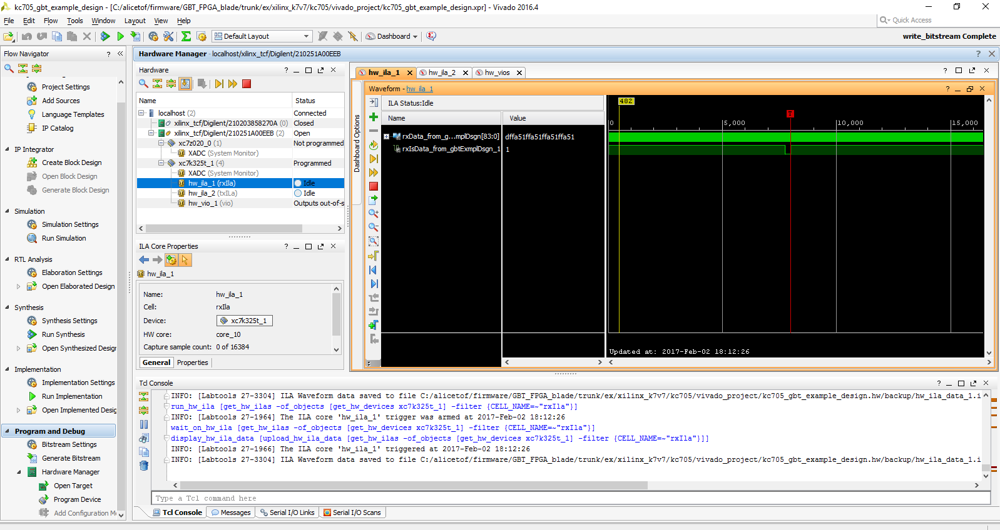 kc705_gbt_example_design - [C:/alicetof/firmware/GBT_FPGA_blade/trunk/ex/xilinx_k7v7/kc705/vivado_project/kc705_gbt_example_design.xpr] - Vivado 2016.4
File Edit Flow Tools Window Layout View Help
Quick Access
Default Layout
Dashboard
write_bitstream Complete
Flow Navigator
Project Settings
Add Sources
Language Templates
IP Catalog
IP Integrator
Create Block Design
Open Block Design
Generate Block Design
Simulation
Simulation Settings
Run Simulation
RTL Analysis
Elaboration Settings
Open Elaborated Design
Synthesis
Synthesis Settings
Run Synthesis
Open Synthesized Design
Implementation
Implementation Settings
Run Implementation
Open Implemented Desig
Program and Debug
Bitstream Settings
Generate Bitstream
Hardware Manager
Open Target
Program Device
Add Configuration Me
Hardware Manager - localhost/xilinx_tcf/Digilent/210251A00EEB
Hardware
Name Status
localhost (2) Connected
xilinx_tcf/Digilent/210203858270A (0) Closed
xilinx_tcf/Digilent/210251A00EEB (2) Open
xc7z020_0 (1) Not programmed
XADC (System Monitor)
xc7k325t_1 (4) Programmed
XADC (System Monitor)
hw_ila_1 (rxIla) Idle
hw_ila_2 (txILa) Idle
hw_vio_1 (vio) Outputs out-of-s
ILA Core Properties
hw_ila_1
Name: hw_ila_1
Cell: rxIla
Device: xc7k325t_1
HW core: core_10
Capture sample count: 0 of 16384
General Properties
hw_ila_1 hw_ila_2 hw_vios
Dashboard Options
Waveform - hw_ila_1
ILA Status:Idle
Name Value
rxData_from_g...mplDsgn[83:0] dffa51ffa51ffa51ffa51
rxIsData_from_gbtExmplDsgn_1 1
482
T
0 5,000 10,000 15,000
Updated at: 2017-Feb-02 18:12:26
Tcl Console
INFO: [Labtools 27-3304] ILA Waveform data saved to file C:/alicetof/firmware/GBT_FPGA_blade/trunk/ex/xilinx_k7v7/kc705/vivado_project/kc705_gbt_example_design.hw/backup/hw_ila_data_1.i
run_hw_ila [get_hw_ilas -of_objects [get_hw_devices xc7k325t_1] -filter {CELL_NAME=~"rxIla"}]
INFO: [Labtools 27-1964] The ILA core 'hw_ila_1' trigger was armed at 2017-Feb-02 18:12:26
wait_on_hw_ila [get_hw_ilas -of_objects [get_hw_devices xc7k325t_1] -filter {CELL_NAME=~"rxIla"}]
display_hw_ila_data [upload_hw_ila_data [get_hw_ilas -of_objects [get_hw_devices xc7k325t_1] -filter {CELL_NAME=~"rxIla"}]]
INFO: [Labtools 27-1966] The ILA core 'hw_ila_1' triggered at 2017-Feb-02 18:12:26
INFO: [Labtools 27-3304] ILA Waveform data saved to file C:/alicetof/firmware/GBT_FPGA_blade/trunk/ex/xilinx_k7v7/kc705/vivado_project/kc705_gbt_example_design.hw/backup/hw_ila_data_1.i
Type a Tcl command here
Tcl Console Messages Serial I/O Links Serial I/O Scans